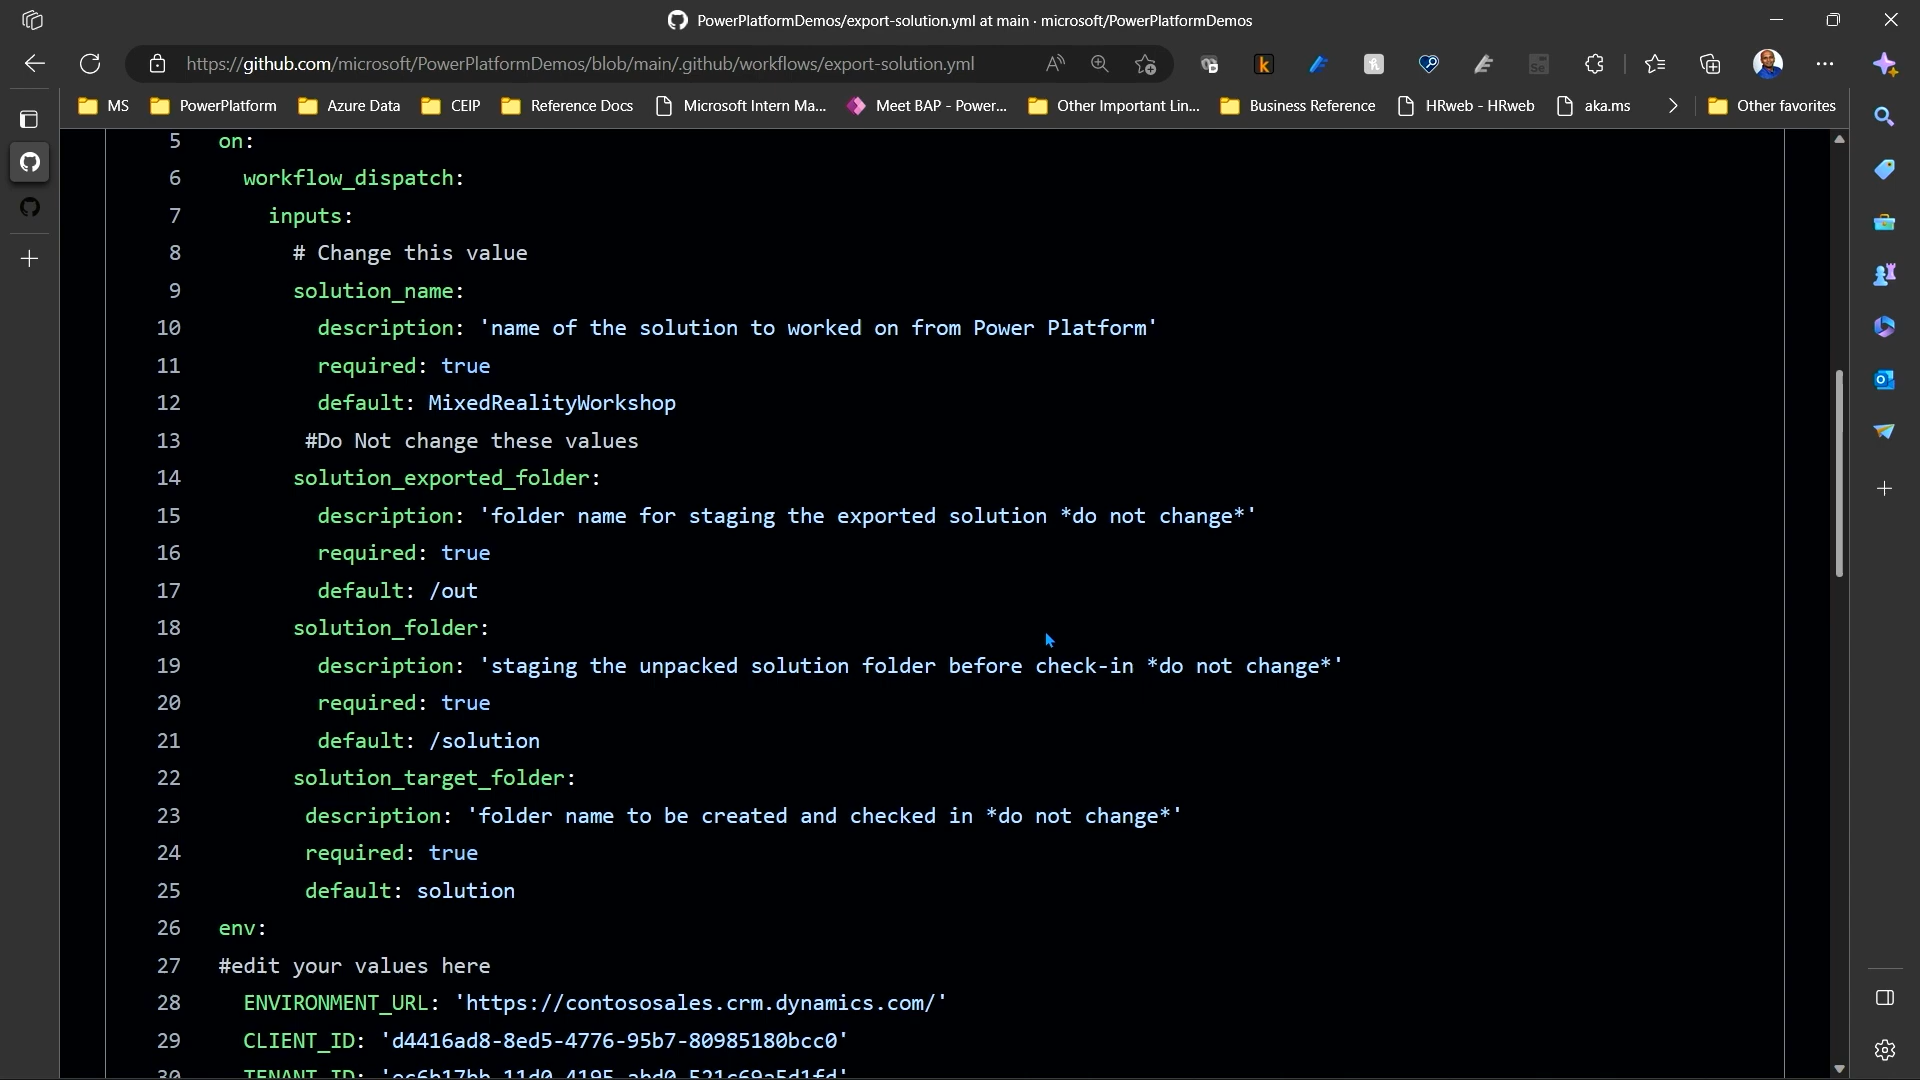 PowerPlatformDemos/export-solution.yml at main · microsoft/PowerPlatformDemos
https://github.com/microsoft/PowerPlatformDemos/blob/main/.github/workflows/export-solution.yml
MS PowerPlatform Azure Data CEIP Reference Docs Microsoft Intern Ma... Meet BAP - Power... Other Important Lin... Business Reference HRweb - HRweb aka.ms Other favorites
5 on:
6 workflow_dispatch:
7 inputs:
8 # Change this value
9 solution_name:
10 description: 'name of the solution to worked on from Power Platform'
11 required: true
12 default: MixedRealityWorkshop
13 #Do Not change these values
14 solution_exported_folder:
15 description: 'folder name for staging the exported solution *do not change*'
16 required: true
17 default: /out
18 solution_folder:
19 description: 'staging the unpacked solution folder before check-in *do not change*'
20 required: true
21 default: /solution
22 solution_target_folder:
23 description: 'folder name to be created and checked in *do not change*'
24 required: true
25 default: solution
26 env:
27 #edit your values here
28 ENVIRONMENT_URL: 'https://contososales.crm.dynamics.com/'
29 CLIENT_ID: 'd4416ad8-8ed5-4776-95b7-80985180bcc0'
30 TENANT_ID: